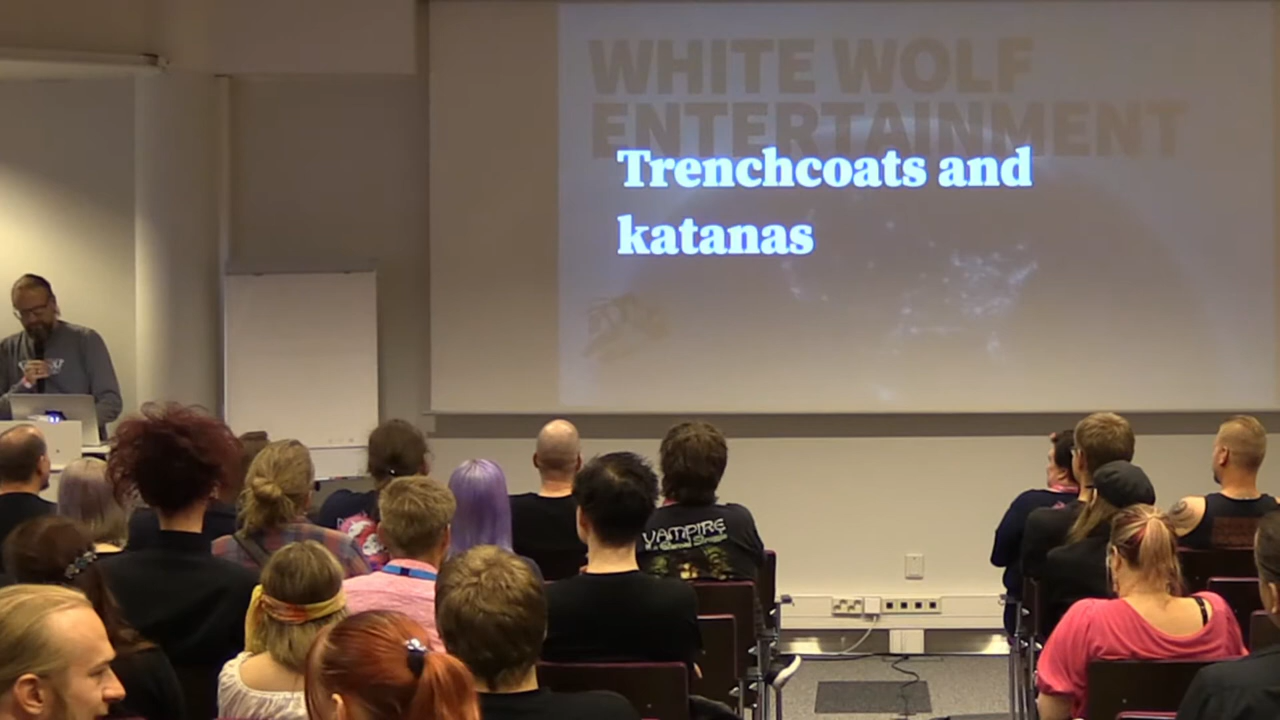 WHITE WOLF
ENTERTAINMENT
Trenchcoats and
katanas
VAMPIRE